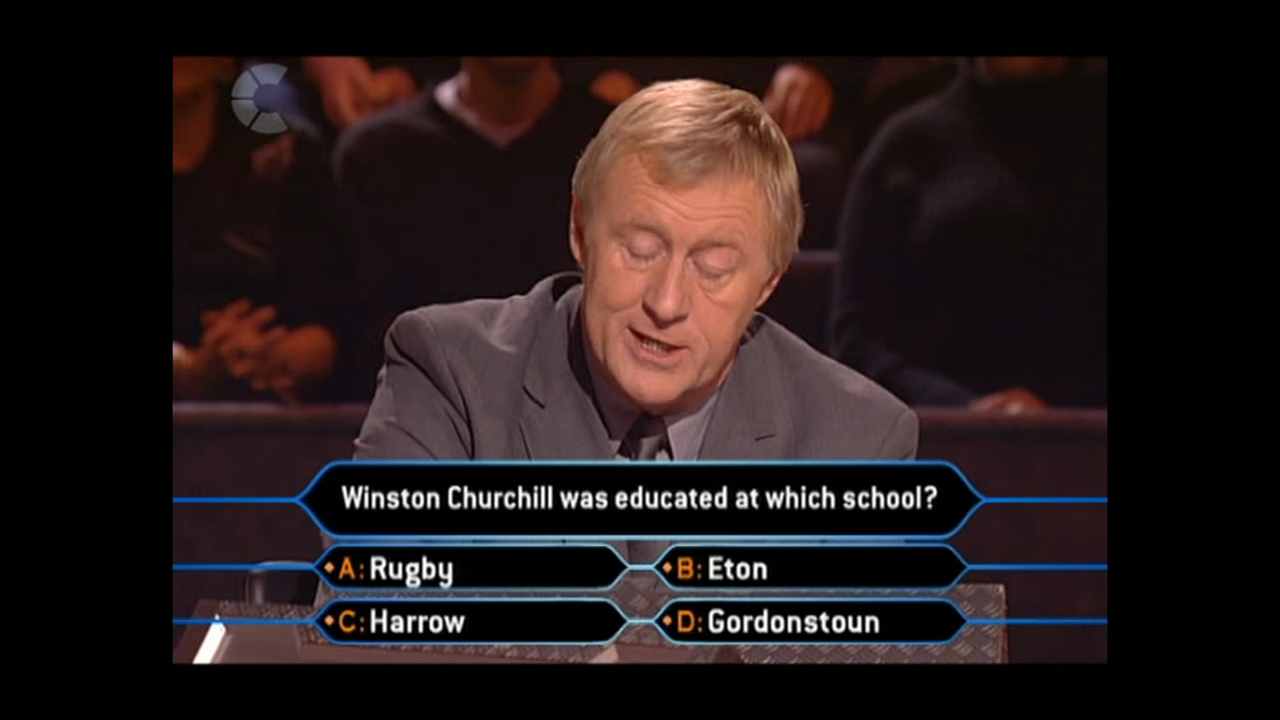 Winston Churchill was educated at which school?
A: Rugby
B: Eton
C: Harrow
D: Gordonstoun